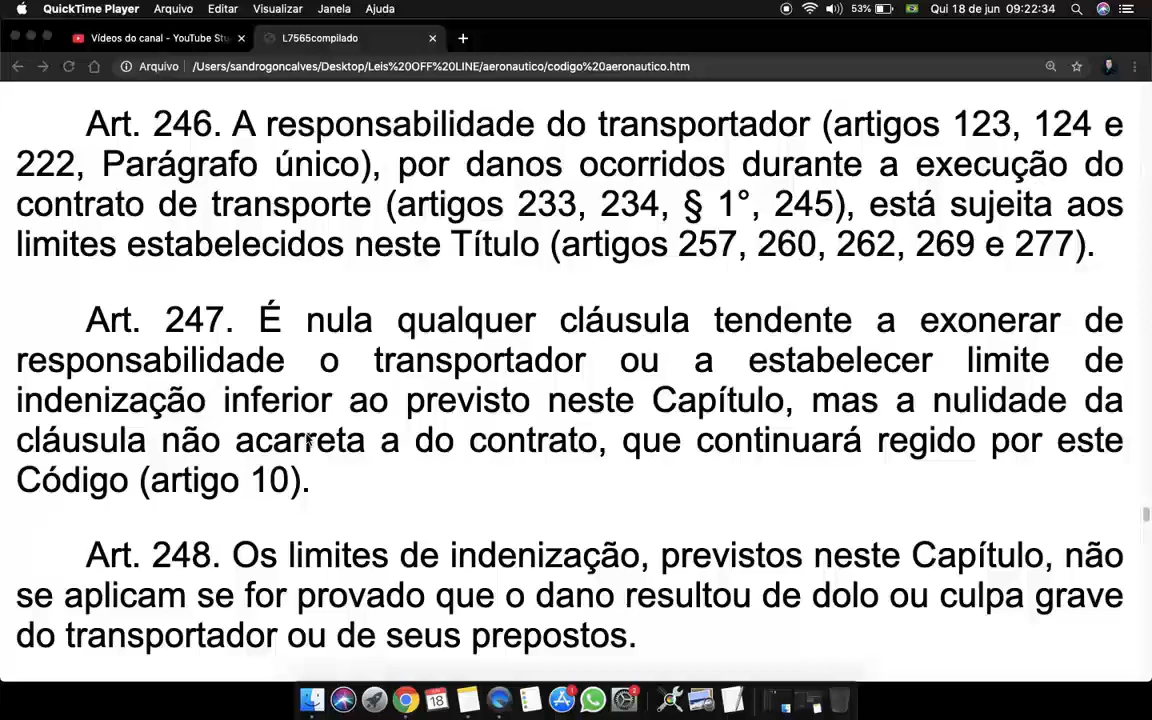 QuickTime Player Arquivo Editar Visualizar Janela Ajuda 53% Qui 18 de jun 09:22:34
Vídeos do canal - YouTube Stu L7565compilado
Arquivo /Users/sandrogoncalves/Desktop/Leis%20OFF%20LINE/aeronautico/codigo%20aeronautico.htm
Art. 246. A responsabilidade do transportador (artigos 123, 124 e
222, Parágrafo único), por danos ocorridos durante a execução do
contrato de transporte (artigos 233, 234, § 1°, 245), está sujeita aos
limites estabelecidos neste Título (artigos 257, 260, 262, 269 e 277).
Art. 247. É nula qualquer cláusula tendente a exonerar de
responsabilidade o transportador ou a estabelecer limite de
indenização inferior ao previsto neste Capítulo, mas a nulidade da
cláusula não acarreta a do contrato, que continuará regido por este
Código (artigo 10).
Art. 248. Os limites de indenização, previstos neste Capítulo, não
se aplicam se for provado que o dano resultou de dolo ou culpa grave
do transportador ou de seus prepostos.
18